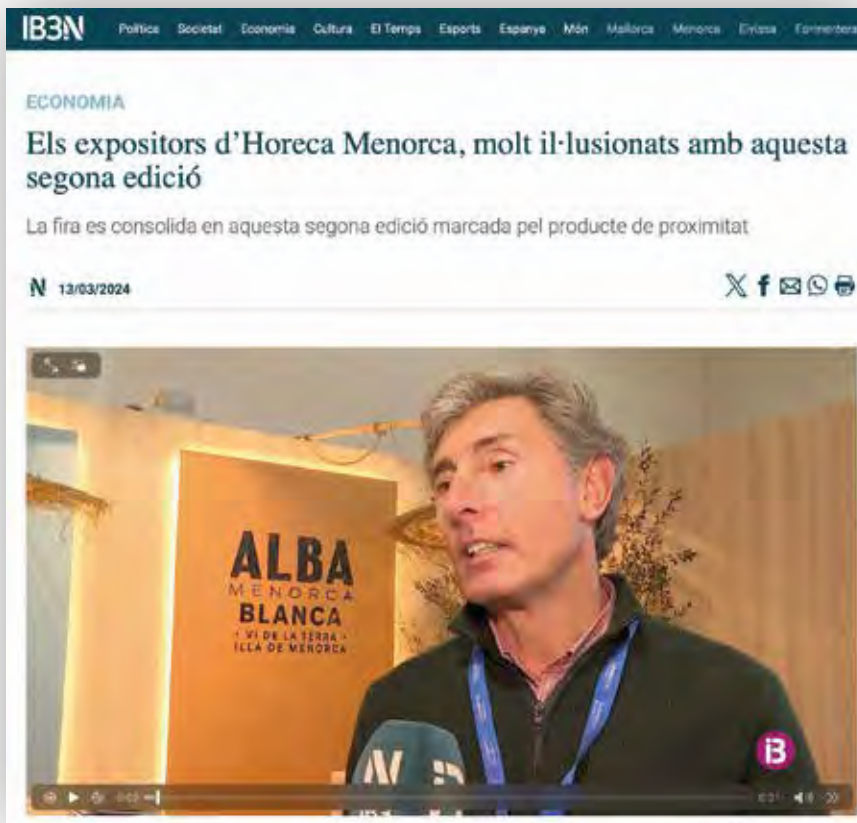 IB3N
Política Societat Economia Cultura El Temps Esports Espanya Món Mallorca Menorca Eivissa Formentera
ECONOMIA
Els expositors d'Horeca Menorca, molt il·lusionats amb aquesta
segona edició
La fira es consolida en aquesta segona edició marcada pel producte de proximitat
N 13/03/2024
ALBA
MENORCA
BLANCA
· VI DE LA TERRA ·
ILLA DE MENORCA